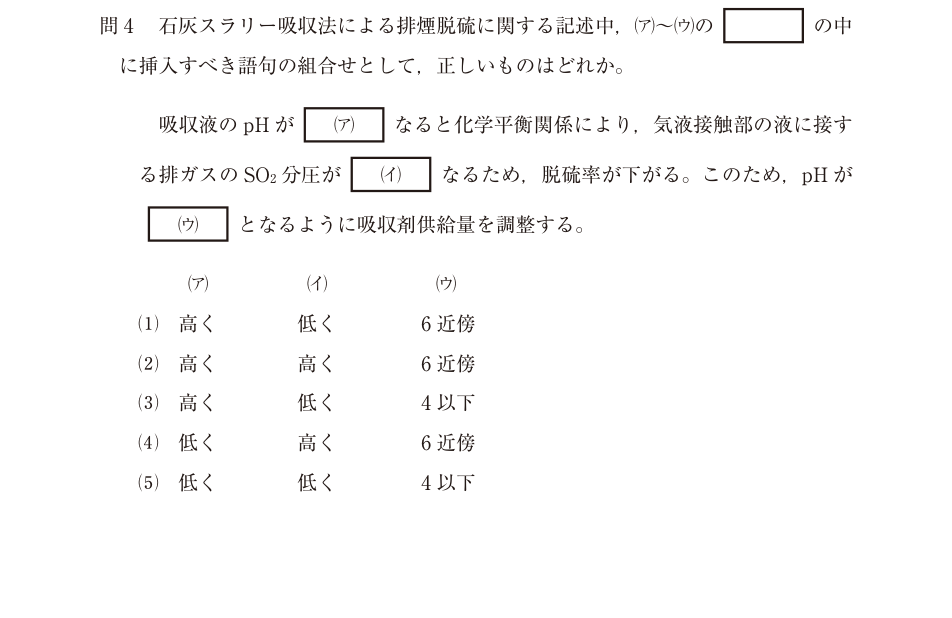 問4 石灰スラリー吸収法による排煙脱硫に関する記述中，㋐～㋒の の中
に挿入すべき語句の組合せとして，正しいものはどれか。
吸収液の pH が (ア) なると化学平衡関係により，気液接触部の液に接す
る排ガスの SO₂ 分圧が (イ) なるため，脱硫率が下がる。このため，pH が
(ウ) となるように吸収剤供給量を調整する。
(ア) (イ) (ウ)
(1) 高く 低く 6 近傍
(2) 高く 高く 6 近傍
(3) 高く 低く 4 以下
(4) 低く 高く 6 近傍
(5) 低く 低く 4 以下